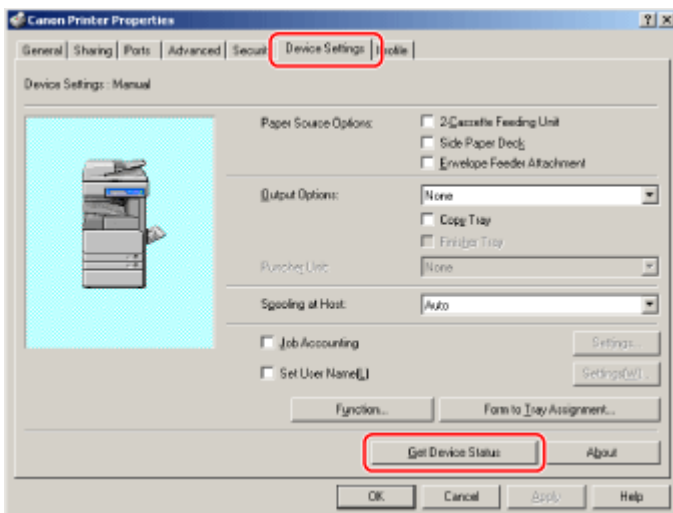 Canon Printer Properties
General Sharing Ports Advanced Security Device Settings Profile
Device Settings : Manual
Paper Source Options:
2-Cassette Feeding Unit
Side Paper Deck
Envelope Feeder Attachment
Output Options:
None
Copy Tray
Finisher Tray
Puncher Unit:
None
Spooling at Host:
Auto
Job Accounting
Settings...
Set User Name(L)
Settings(W)...
Function...
Form to Tray Assignment...
Get Device Status
About
OK
Cancel
Apply
Help